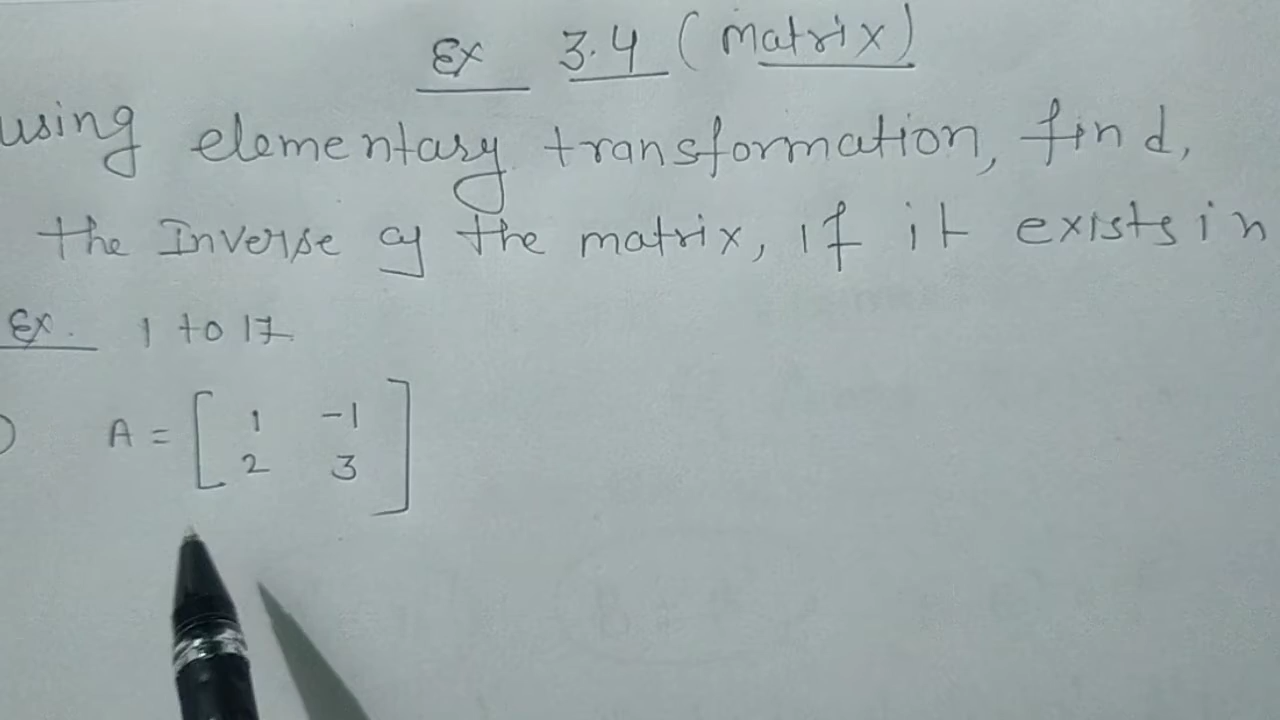 Ex 3.4 (Matrix)
using elementary transformation, find,
the Inverse of the matrix, if it exists in
Ex. 1 to 17
) A = [ 1 -1
2 3 ]